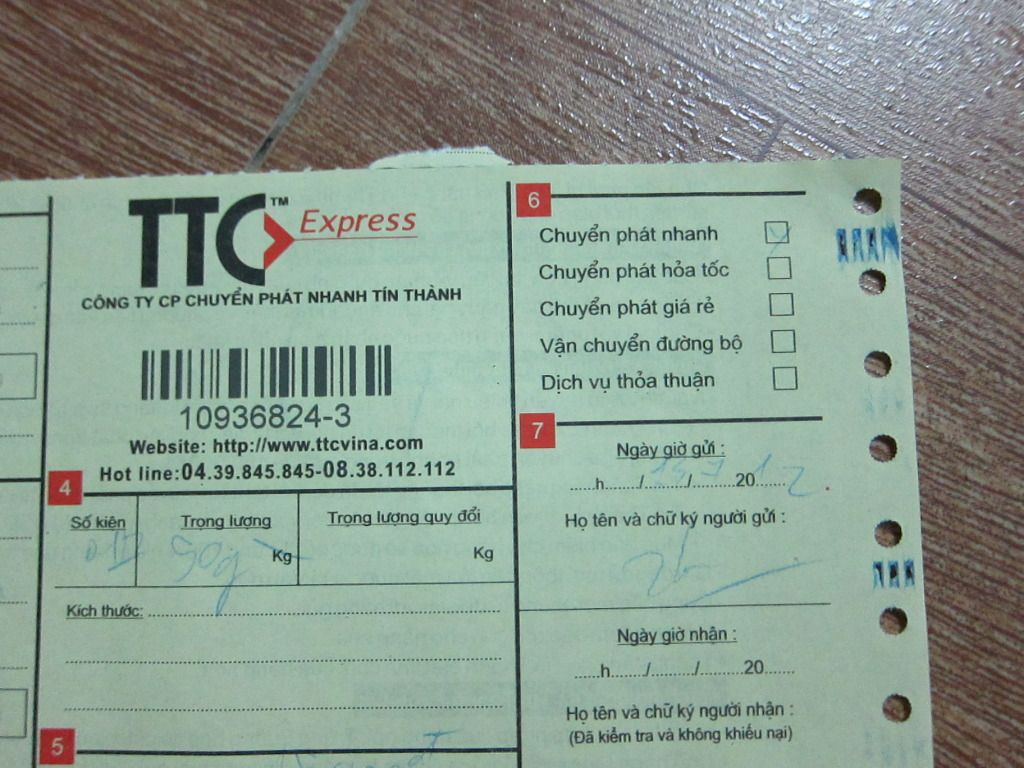 TTC™ Express
CÔNG TY CP CHUYỂN PHÁT NHANH TÍN THÀNH
10936824-3
Website: http://www.ttcvina.com
Hot line:04.39.845.845-08.38.112.112
4
Số kiện Trọng lượng Trọng lượng quy đổi
50g Kg Kg
Kích thước:
5
6
Chuyển phát nhanh
Chuyển phát hỏa tốc
Chuyển phát giá rẻ
Vận chuyển đường bộ
Dịch vụ thỏa thuận
7
Ngày giờ gửi :
......h......../......../.........20......
Họ tên và chữ ký người gửi :
Ngày giờ nhận :
......h......../......../.........20......
Họ tên và chữ ký người nhận :
(Đã kiểm tra và không khiếu nại)